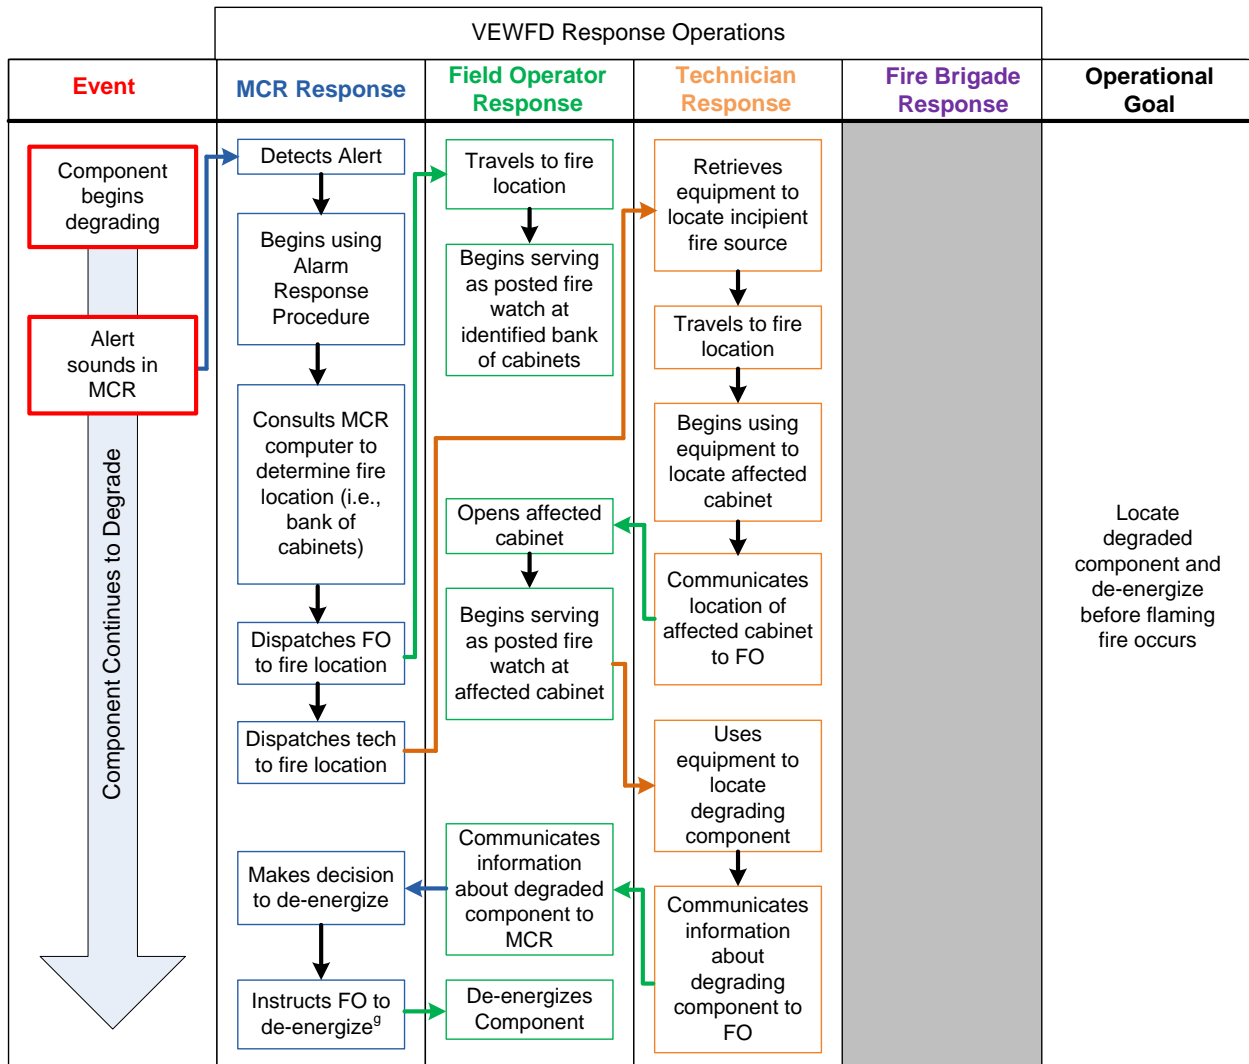 VEWFD Response Operations
Event
MCR Response
Field Operator
Response
Technician
Response
Fire Brigade
Response
Operational
Goal
Component
begins
degrading
Alert
sounds in
MCR
Component Continues to Degrade
Detects Alert
Begins using
Alarm
Response
Procedure
Consults MCR
computer to
determine fire
location (i.e.,
bank of
cabinets)
Dispatches FO
to fire location
Dispatches tech
to fire location
Makes decision
to de-energize
Instructs FO to
de-energizeᵍ
Travels to fire
location
Begins serving
as posted fire
watch at
identified bank
of cabinets
Opens affected
cabinet
Begins serving
as posted fire
watch at
affected cabinet
Communicates
information
about degraded
component to
MCR
De-energizes
Component
Retrieves
equipment to
locate incipient
fire source
Travels to fire
location
Begins using
equipment to
locate affected
cabinet
Communicates
location of
affected cabinet
to FO
Uses
equipment to
locate
degrading
component
Communicates
information
about
degrading
component to
FO
Locate
degraded
component and
de-energize
before flaming
fire occurs